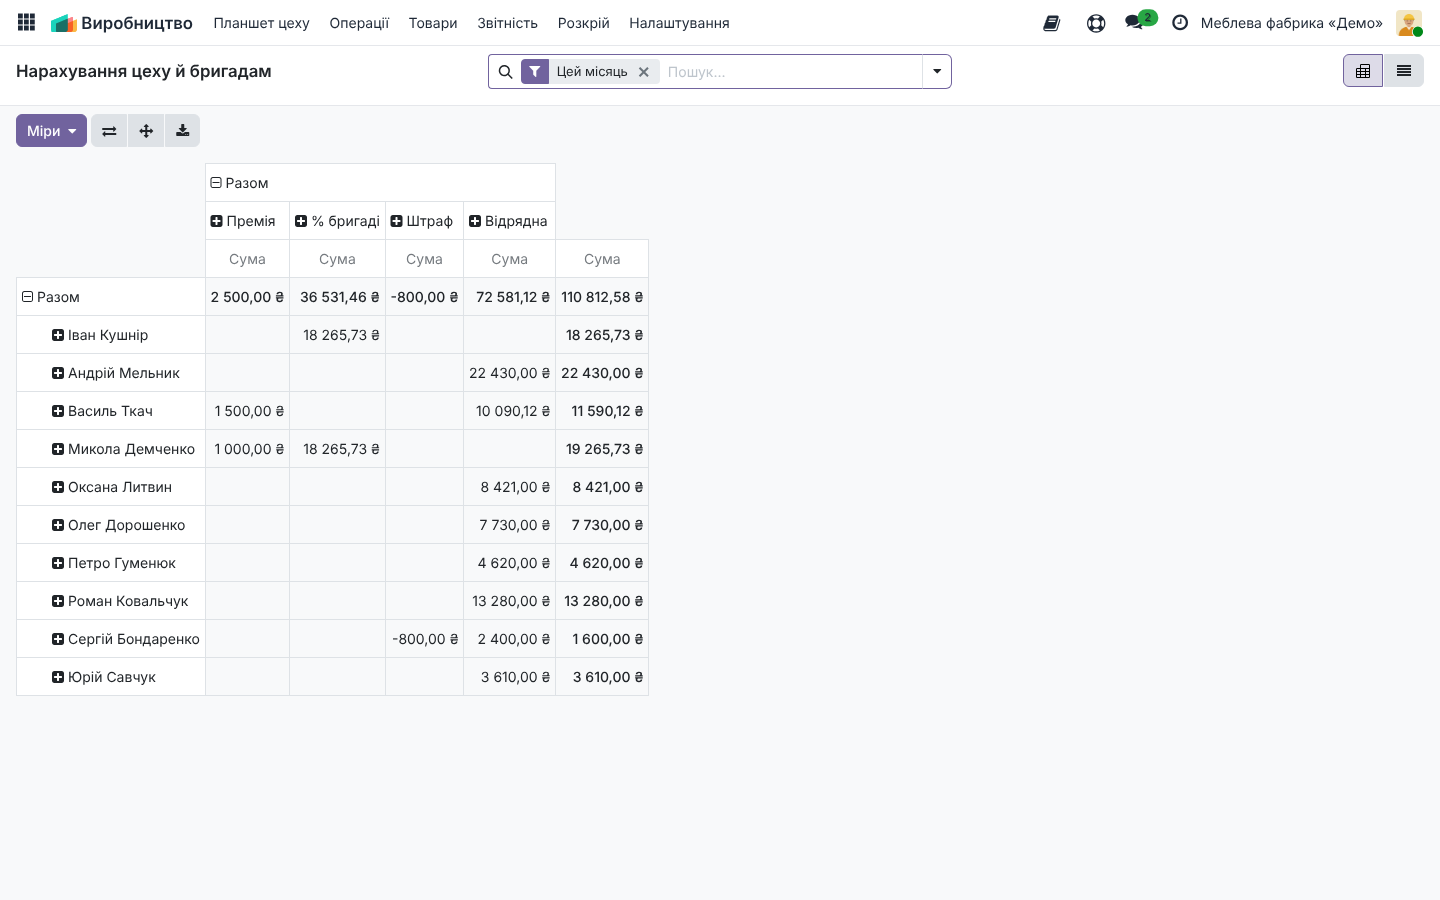 Виробництво Планшет цеху Операції Товари Звітність Розкрій Налаштування 2 Меблева фабрика «Демо»
Нарахування цеху й бригадам Цей місяць Пошук...
Міри
Разом
Премія % бригаді Штраф Відрядна
Сума Сума Сума Сума Сума
Разом 2 500,00 ₴ 36 531,46 ₴ -800,00 ₴ 72 581,12 ₴ 110 812,58 ₴
Іван Кушнір 18 265,73 ₴ 18 265,73 ₴
Андрій Мельник 22 430,00 ₴ 22 430,00 ₴
Василь Ткач 1 500,00 ₴ 10 090,12 ₴ 11 590,12 ₴
Микола Демченко 1 000,00 ₴ 18 265,73 ₴ 19 265,73 ₴
Оксана Литвин 8 421,00 ₴ 8 421,00 ₴
Олег Дорошенко 7 730,00 ₴ 7 730,00 ₴
Петро Гуменюк 4 620,00 ₴ 4 620,00 ₴
Роман Ковальчук 13 280,00 ₴ 13 280,00 ₴
Сергій Бондаренко -800,00 ₴ 2 400,00 ₴ 1 600,00 ₴
Юрій Савчук 3 610,00 ₴ 3 610,00 ₴